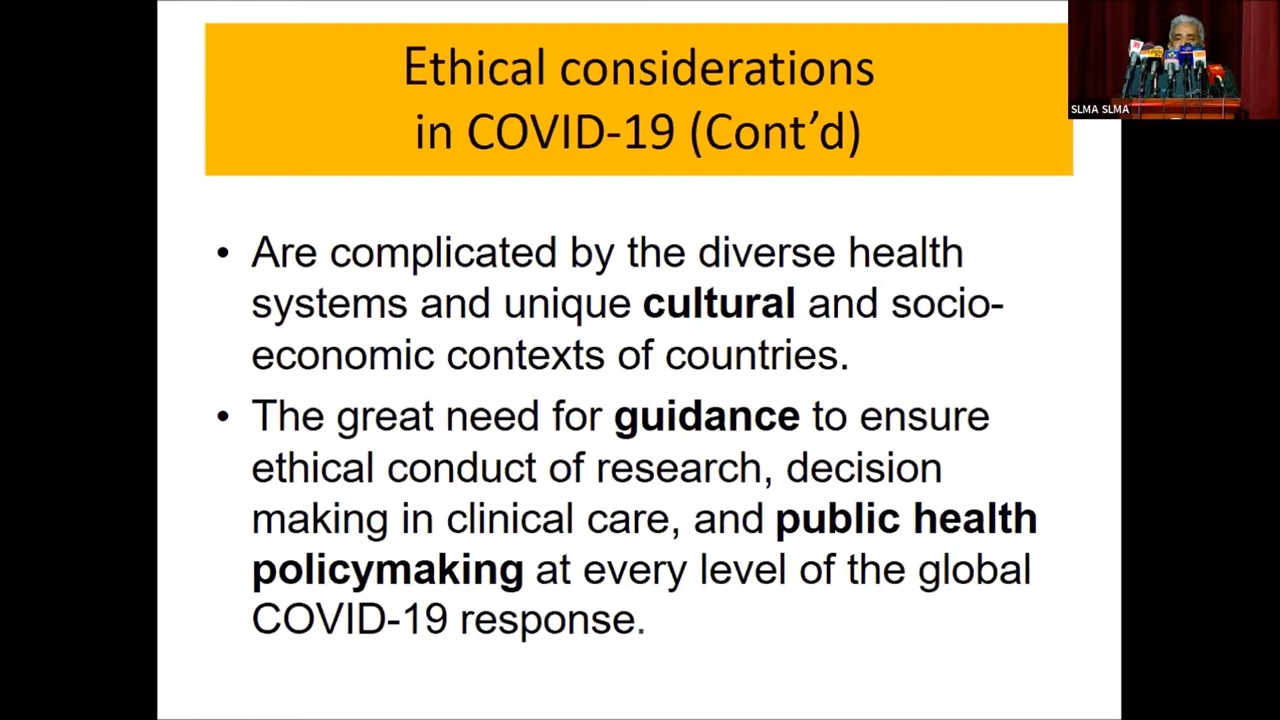 Ethical considerations
in COVID-19 (Cont’d)
SLMA SLMA
• Are complicated by the diverse health
systems and unique cultural and socio-
economic contexts of countries.
• The great need for guidance to ensure
ethical conduct of research, decision
making in clinical care, and public health
policymaking at every level of the global
COVID-19 response.